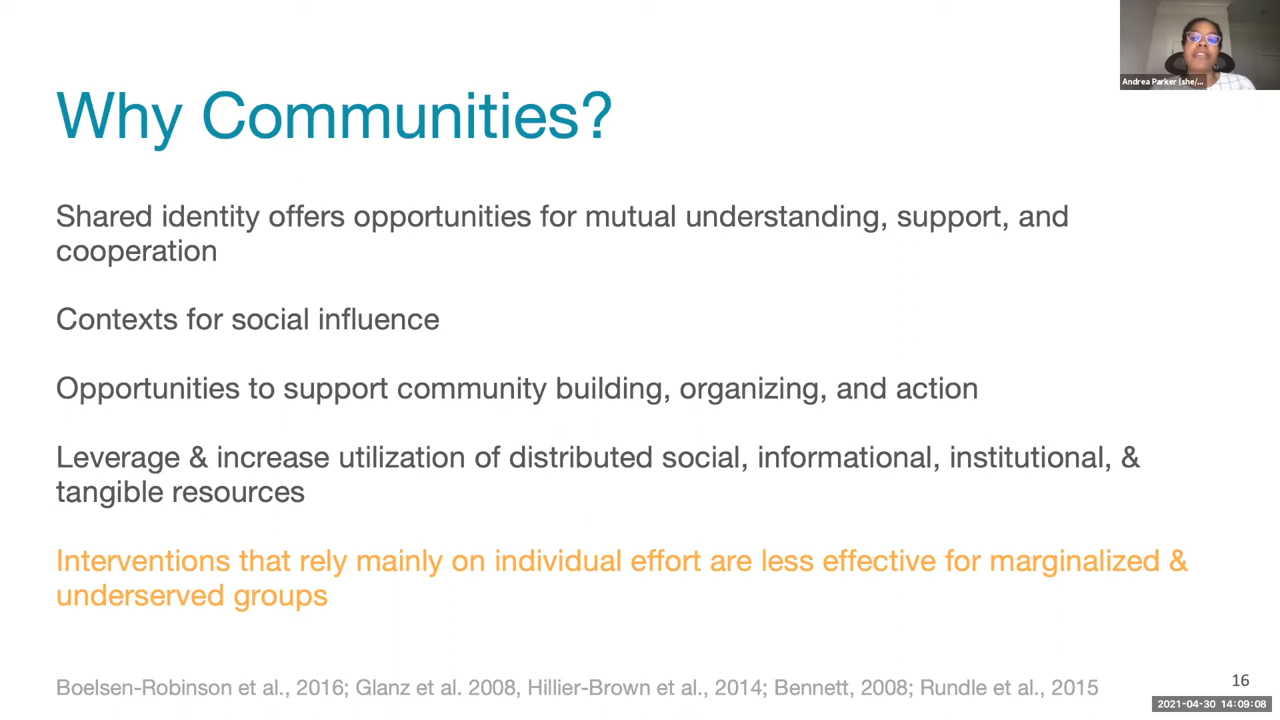 Andrea Parker (she/...
Why Communities?
Shared identity offers opportunities for mutual understanding, support, and
cooperation
Contexts for social influence
Opportunities to support community building, organizing, and action
Leverage & increase utilization of distributed social, informational, institutional, &
tangible resources
Interventions that rely mainly on individual effort are less effective for marginalized &
underserved groups
Boelsen-Robinson et al., 2016; Glanz et al. 2008, Hillier-Brown et al., 2014; Bennett, 2008; Rundle et al., 2015
16
2021-04-30 14:09:08